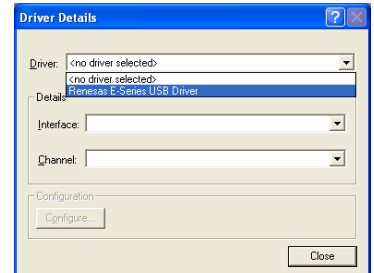 Driver Details
Driver: <no driver selected>
<no driver selected>
Renesas E-Series USB Driver
Details
Interface:
Channel:
Configuration
Configure...
Close